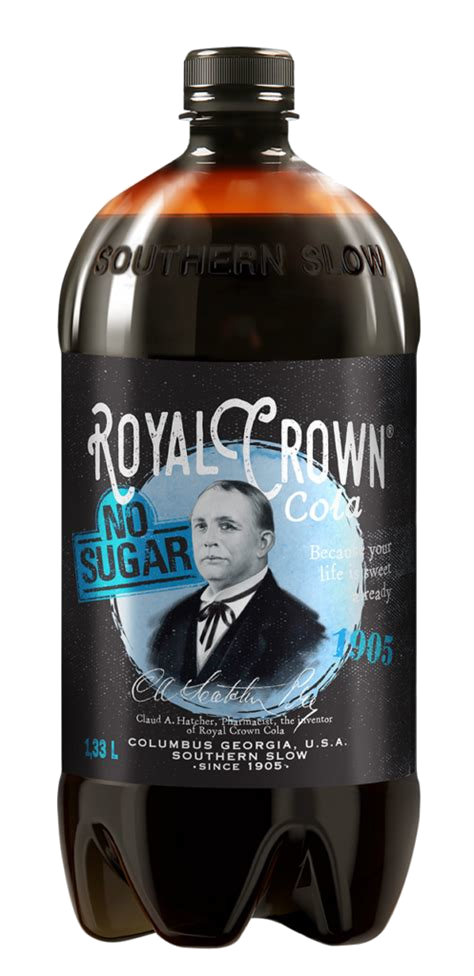 SOUTHERN SLOW
ROYAL CROWN®
Cola
NO
SUGAR
Because your
life is sweet
already
1905
Claud A. Hatcher, Pharmacist, the inventor
of Royal Crown Cola
1,33 L
COLUMBUS GEORGIA, U.S.A.
SOUTHERN SLOW
·SINCE 1905·